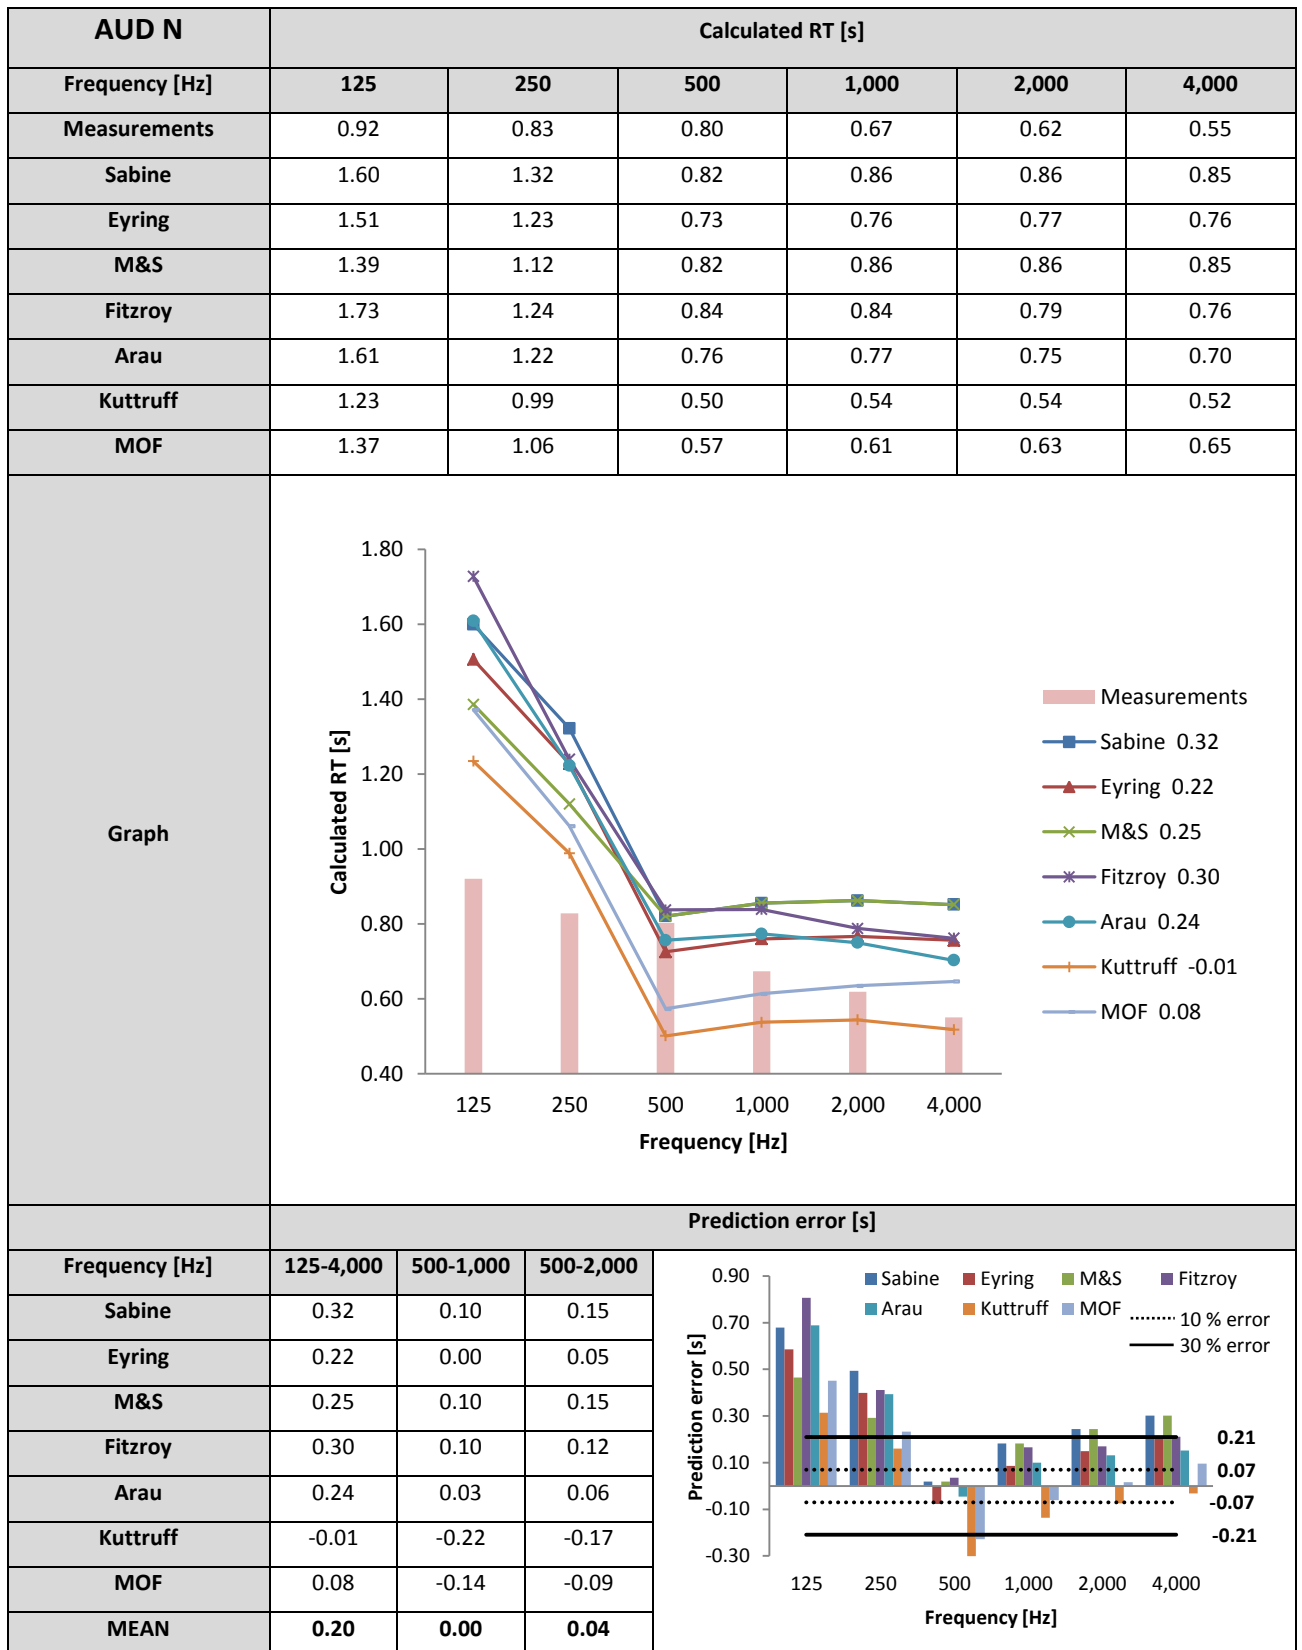 AUD N Calculated RT [s]
Frequency [Hz] 125 250 500 1,000 2,000 4,000
Measurements 0.92 0.83 0.80 0.67 0.62 0.55
Sabine 1.60 1.32 0.82 0.86 0.86 0.85
Eyring 1.51 1.23 0.73 0.76 0.77 0.76
M&S 1.39 1.12 0.82 0.86 0.86 0.85
Fitzroy 1.73 1.24 0.84 0.84 0.79 0.76
Arau 1.61 1.22 0.76 0.77 0.75 0.70
Kuttruff 1.23 0.99 0.50 0.54 0.54 0.52
MOF 1.37 1.06 0.57 0.61 0.63 0.65
Graph
Calculated RT [s]
1.80
1.60
1.40
1.20
1.00
0.80
0.60
0.40
125 250 500 1,000 2,000 4,000
Frequency [Hz]
Measurements
Sabine 0.32
Eyring 0.22
M&S 0.25
Fitzroy 0.30
Arau 0.24
Kuttruff -0.01
MOF 0.08
Prediction error [s]
Frequency [Hz] 125-4,000 500-1,000 500-2,000
Sabine 0.32 0.10 0.15
Eyring 0.22 0.00 0.05
M&S 0.25 0.10 0.15
Fitzroy 0.30 0.10 0.12
Arau 0.24 0.03 0.06
Kuttruff -0.01 -0.22 -0.17
MOF 0.08 -0.14 -0.09
MEAN 0.20 0.00 0.04
Prediction error [s]
0.90
0.70
0.50
0.30
0.10
-0.10
-0.30
Sabine Eyring M&S Fitzroy
Arau Kuttruff MOF 10 % error
30 % error
0.21
0.07
-0.07
-0.21
125 250 500 1,000 2,000 4,000
Frequency [Hz]